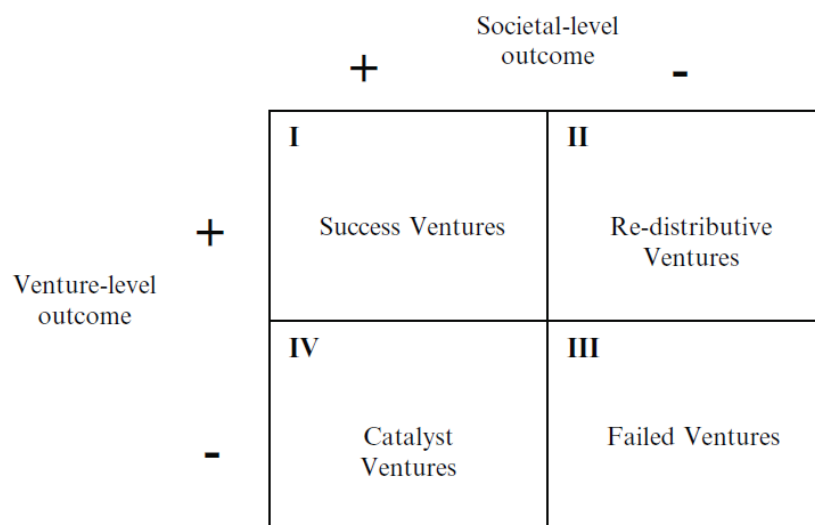 Societal-level
outcome
+
-
I
II
Success Ventures
Re-distributive
Ventures
+
Venture-level
outcome
IV
III
Catalyst
Ventures
Failed Ventures
-